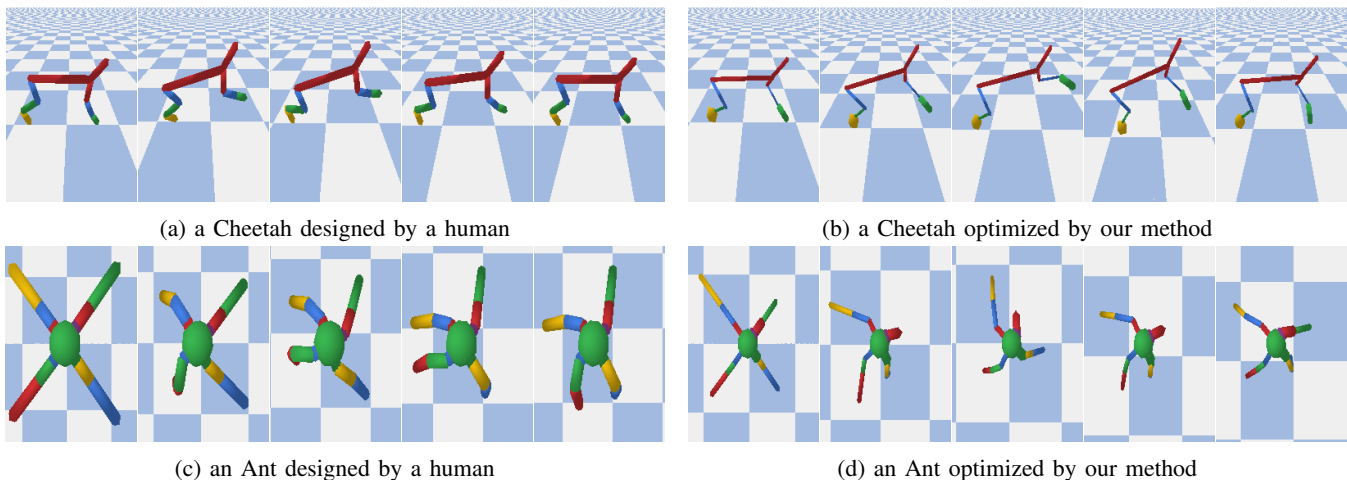 (a) a Cheetah designed by a human
(b) a Cheetah optimized by our method
(c) an Ant designed by a human
(d) an Ant optimized by our method